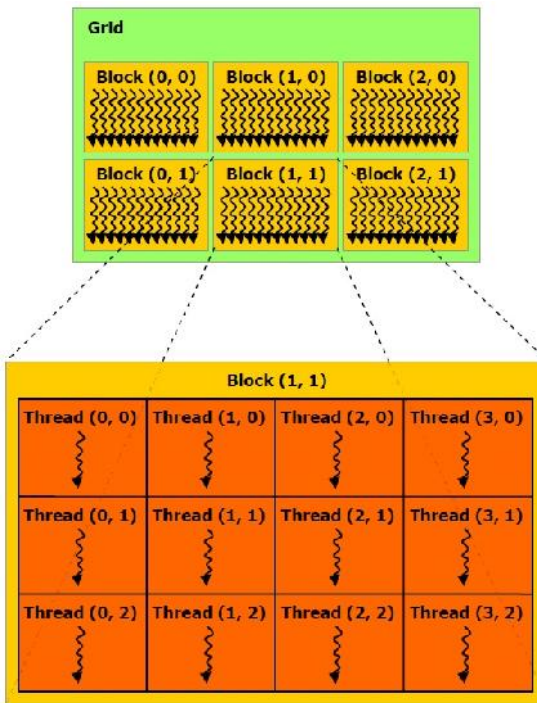 Grid
Block (0, 0) Block (1, 0) Block (2, 0)
Block (0, 1) Block (1, 1) Block (2, 1)
Block (1, 1)
Thread (0, 0) Thread (1, 0) Thread (2, 0) Thread (3, 0)
Thread (0, 1) Thread (1, 1) Thread (2, 1) Thread (3, 1)
Thread (0, 2) Thread (1, 2) Thread (2, 2) Thread (3, 2)